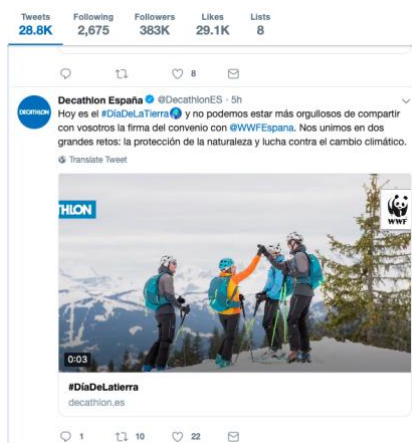 Tweets Following Followers Likes Lists
28.8K 2,675 383K 29.1K 8
8
DECATHLON
Decathlon España @DecathlonES · 5h
Hoy es el #DíaDeLaTierra y no podemos estar más orgullosos de compartir
con vosotros la firma del convenio con @WWFEspana. Nos unimos en dos
grandes retos: la protección de la naturaleza y lucha contra el cambio climático.
Translate Tweet
THLON
WWF
0:03
#DíaDeLatierra
decathlon.es
1 10 22